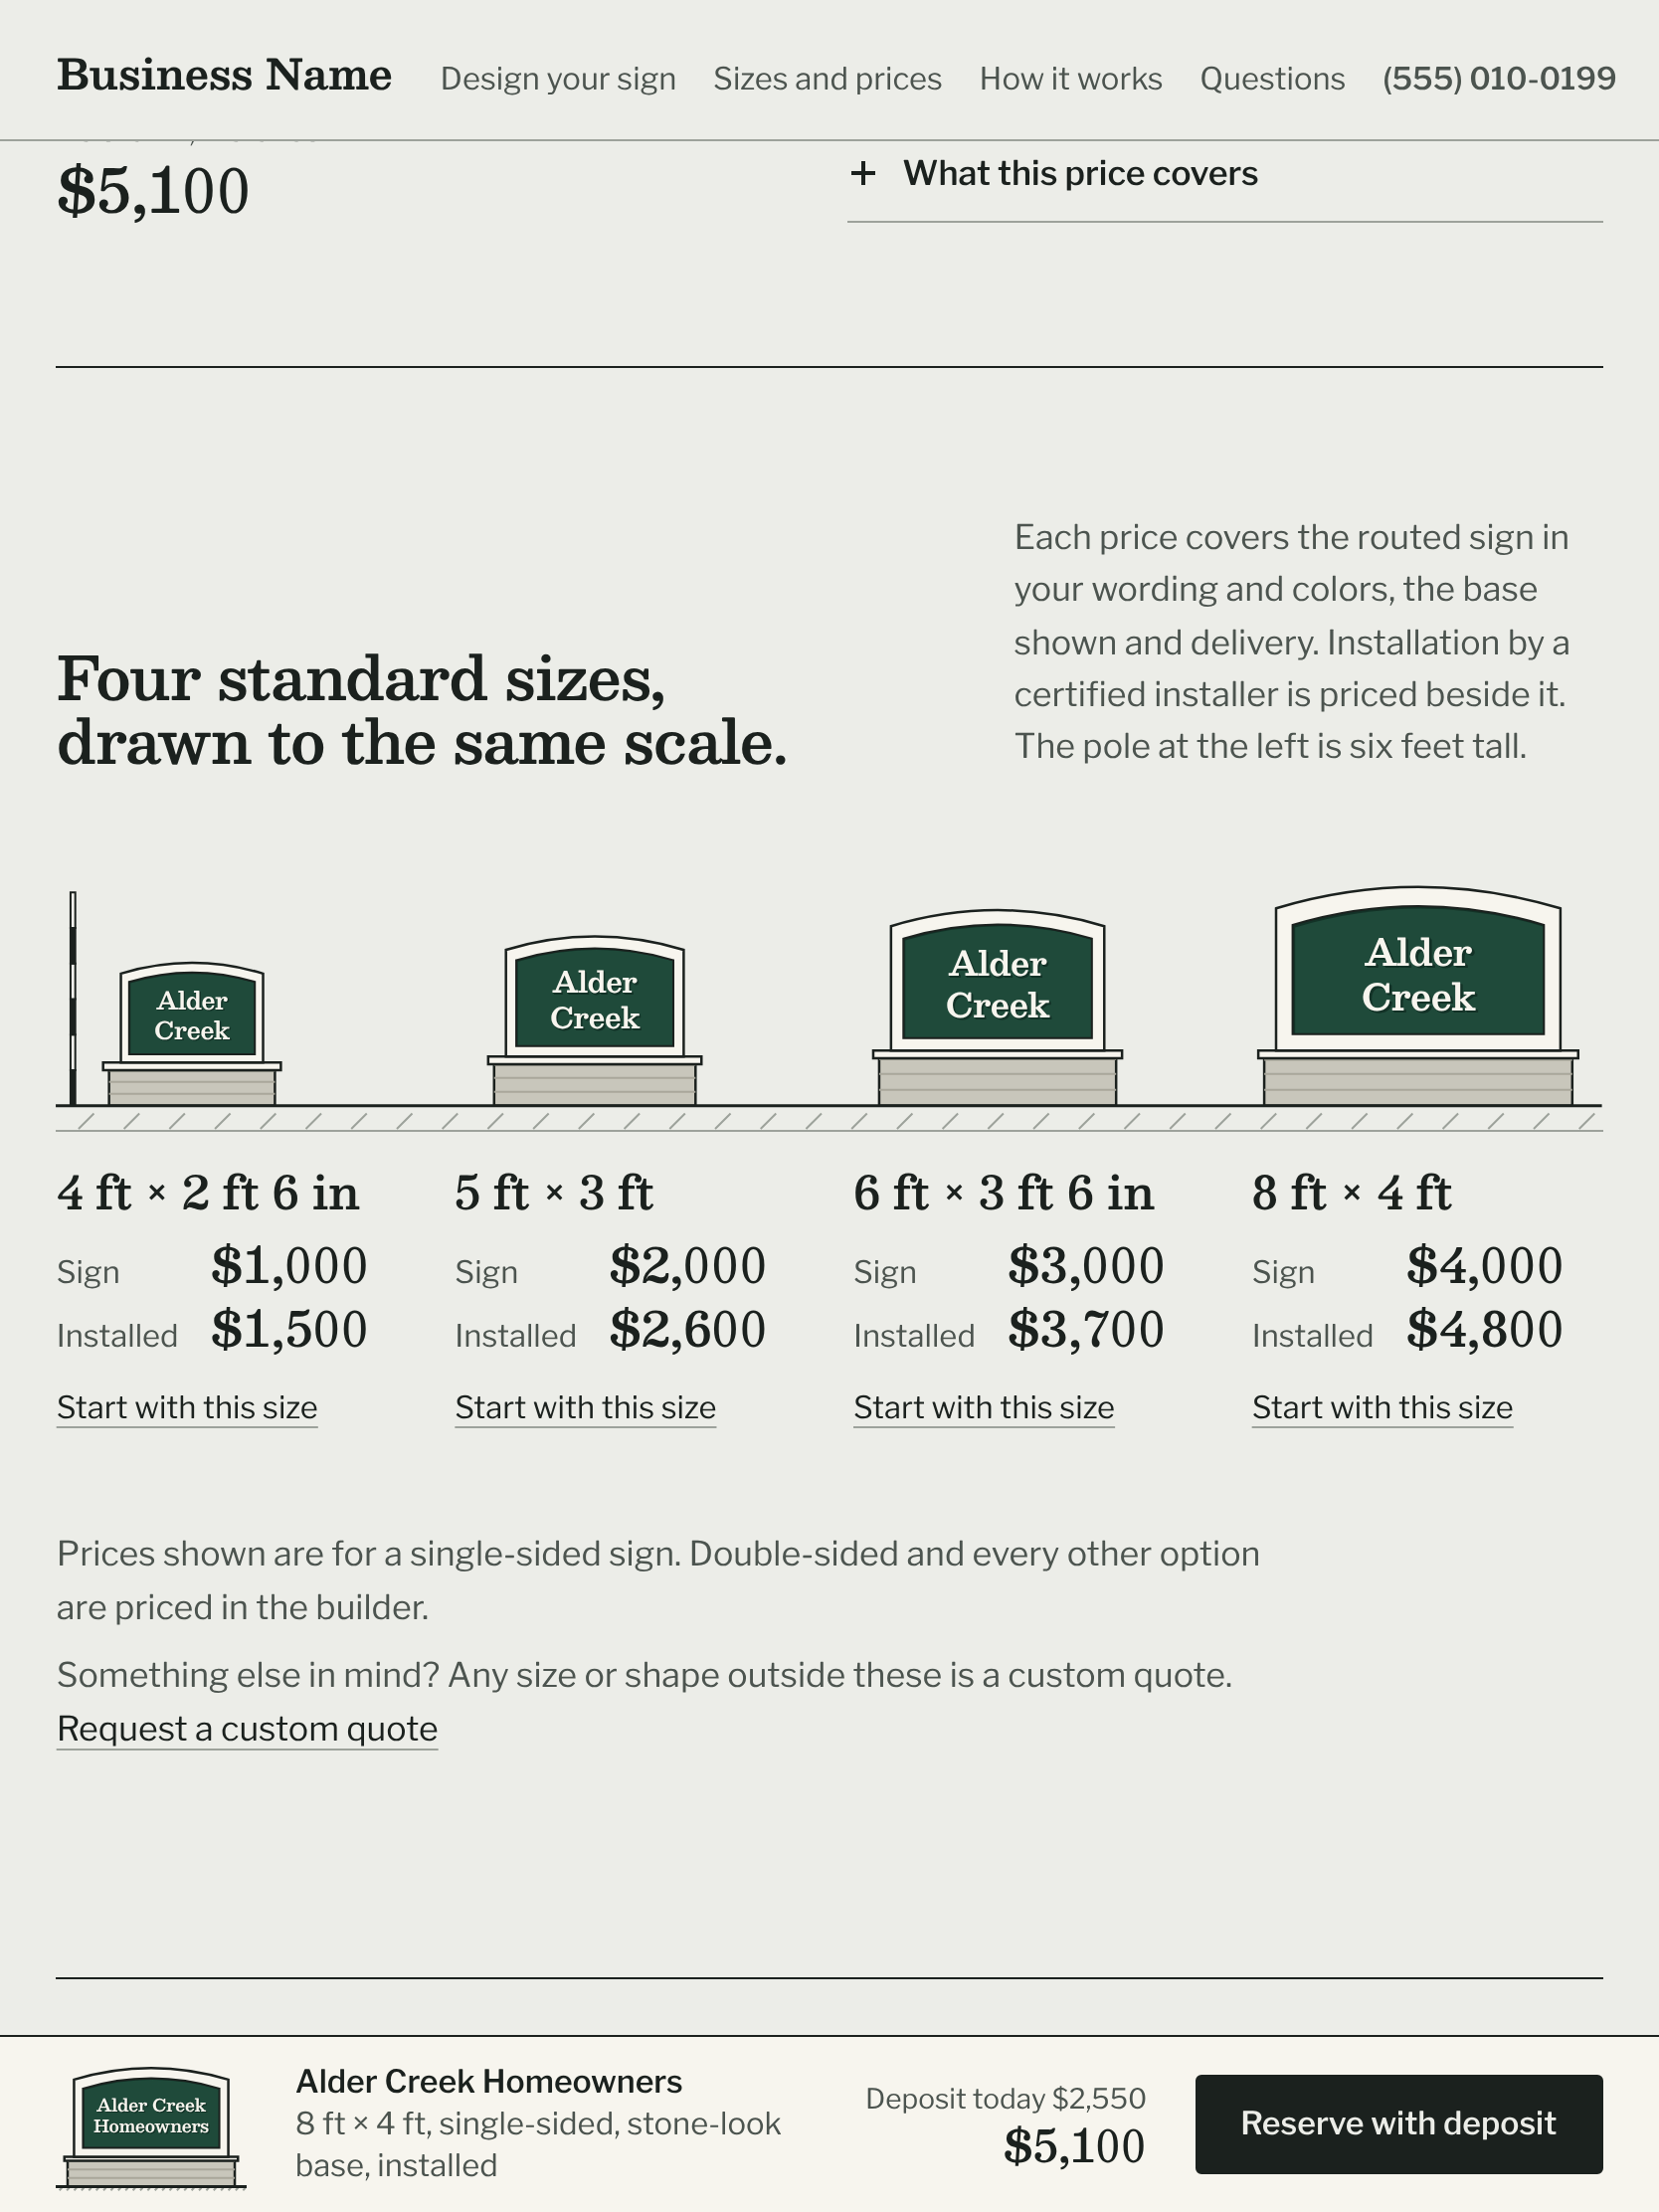 Business Name
Design your sign
Sizes and prices
How it works
Questions
(555) 010-0199
$5,100
+ What this price covers
Four standard sizes,
drawn to the same scale.
Each price covers the routed sign in
your wording and colors, the base
shown and delivery. Installation by a
certified installer is priced beside it.
The pole at the left is six feet tall.
Alder
Creek
Alder
Creek
Alder
Creek
Alder
Creek
4 ft × 2 ft 6 in
Sign $1,000
Installed $1,500
Start with this size
5 ft × 3 ft
Sign $2,000
Installed $2,600
Start with this size
6 ft × 3 ft 6 in
Sign $3,000
Installed $3,700
Start with this size
8 ft × 4 ft
Sign $4,000
Installed $4,800
Start with this size
Prices shown are for a single-sided sign. Double-sided and every other option
are priced in the builder.
Something else in mind? Any size or shape outside these is a custom quote.
Request a custom quote
Alder Creek
Homeowners
Alder Creek Homeowners
8 ft × 4 ft, single-sided, stone-look
base, installed
Deposit today $2,550
$5,100
Reserve with deposit